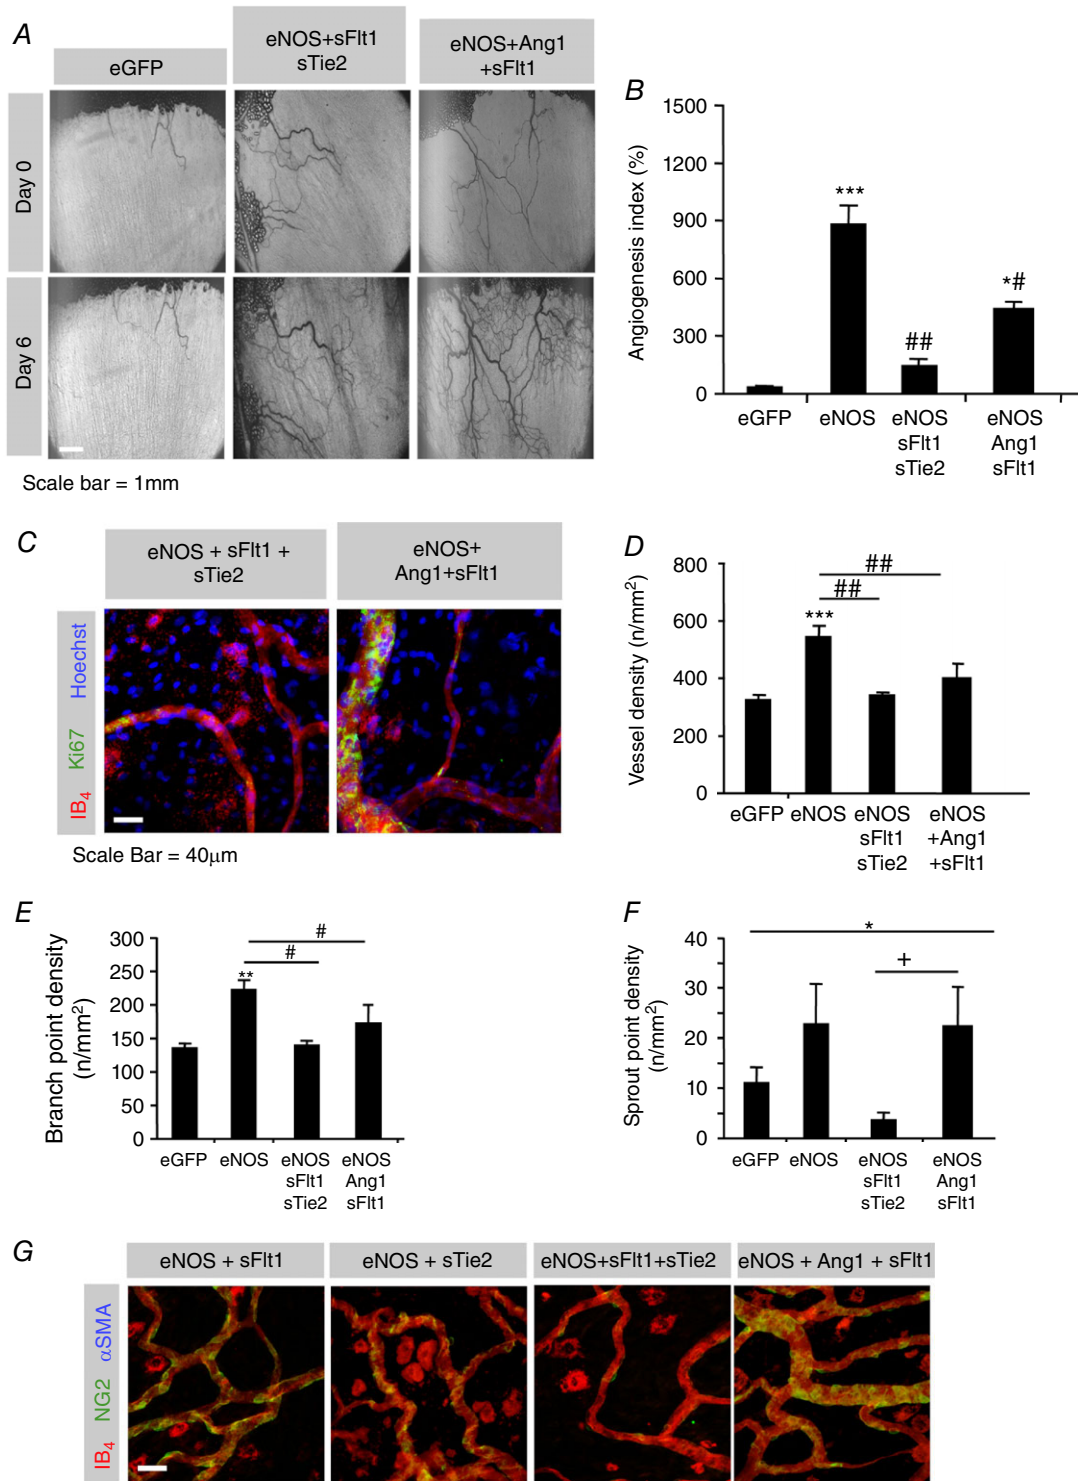 A
eGFP
eNOS+sFlt1
sTie2
eNOS+Ang1
+sFlt1
Day 0
Day 6
Scale bar = 1mm
B
Angiogenesis index (%)
1500
1200
900
600
300
0
***
##
*#
eGFP
eNOS
eNOS
sFlt1
sTie2
eNOS
Ang1
sFlt1
C
eNOS + sFlt1 +
sTie2
eNOS+
Ang1+sFlt1
IB4 Ki67 Hoechst
Scale Bar = 40μm
D
Vessel density (n/mm2)
800
600
400
200
0
##
##
***
eGFP
eNOS
eNOS
sFlt1
sTie2
eNOS
+Ang1
+sFlt1
E
Branch point density
(n/mm2)
300
250
200
150
100
50
0
#
#
**
eGFP
eNOS
eNOS
sFlt1
sTie2
eNOS
Ang1
sFlt1
F
Sprout point density
(n/mm2)
40
30
20
10
0
*
+
eGFP
eNOS
eNOS
sFlt1
sTie2
eNOS
Ang1
sFlt1
G
eNOS + sFlt1
eNOS + sTie2
eNOS+sFlt1+sTie2
eNOS + Ang1 + sFlt1
IB4 NG2 αSMA